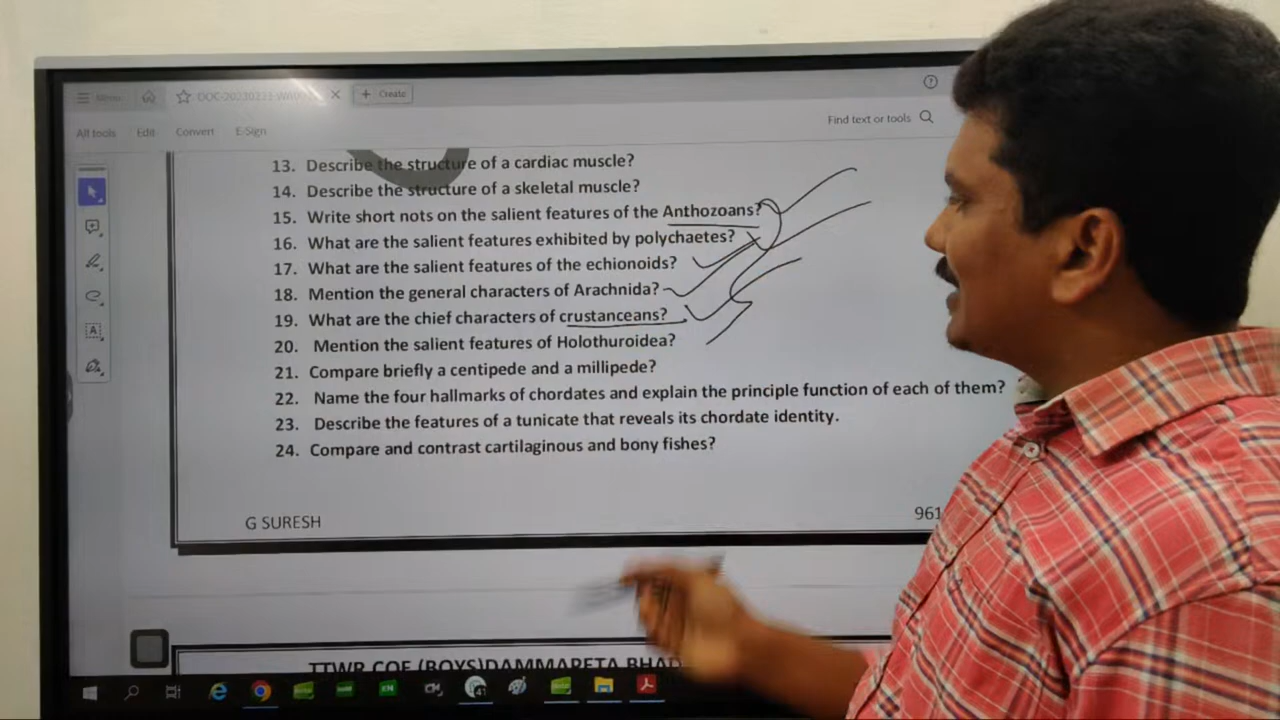 Menu
+ Create
All tools Edit Convert E-Sign
Find text or tools
13. Describe the structure of a cardiac muscle?
14. Describe the structure of a skeletal muscle?
15. Write short nots on the salient features of the Anthozoans?
16. What are the salient features exhibited by polychaetes?
17. What are the salient features of the echionoids?
18. Mention the general characters of Arachnida?
19. What are the chief characters of crustanceans?
20. Mention the salient features of Holothuroidea?
21. Compare briefly a centipede and a millipede?
22. Name the four hallmarks of chordates and explain the principle function of each of them?
23. Describe the features of a tunicate that reveals its chordate identity.
24. Compare and contrast cartilaginous and bony fishes?
G SURESH 961
TTWR COE (BOYS)DAMMAPETA BHAD